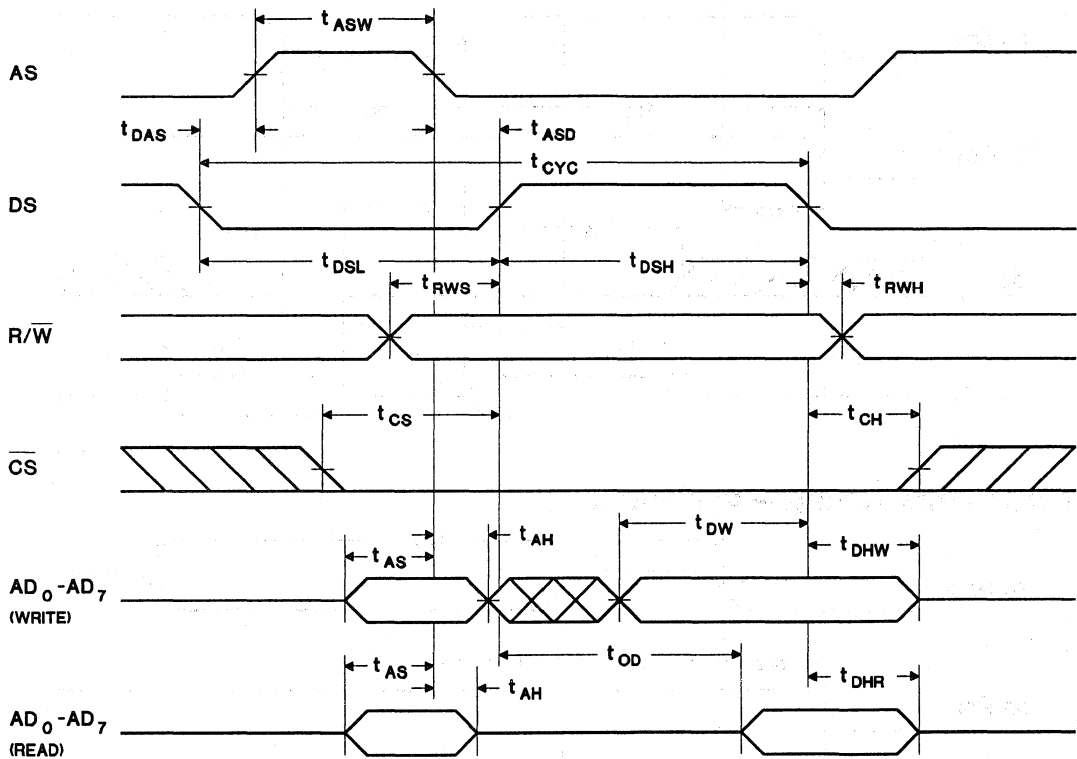 t ASW
AS
t DAS
t ASD
t CYC
DS
t DSL
t DSH
t RWS
t RWH
R/W̅
t CS
t CH
C̅S̅
t DW
t AH
t AS
t DHW
AD 0 -AD 7
(WRITE)
t OD
t AS
t AH
t DHR
AD 0 -AD 7
(READ)